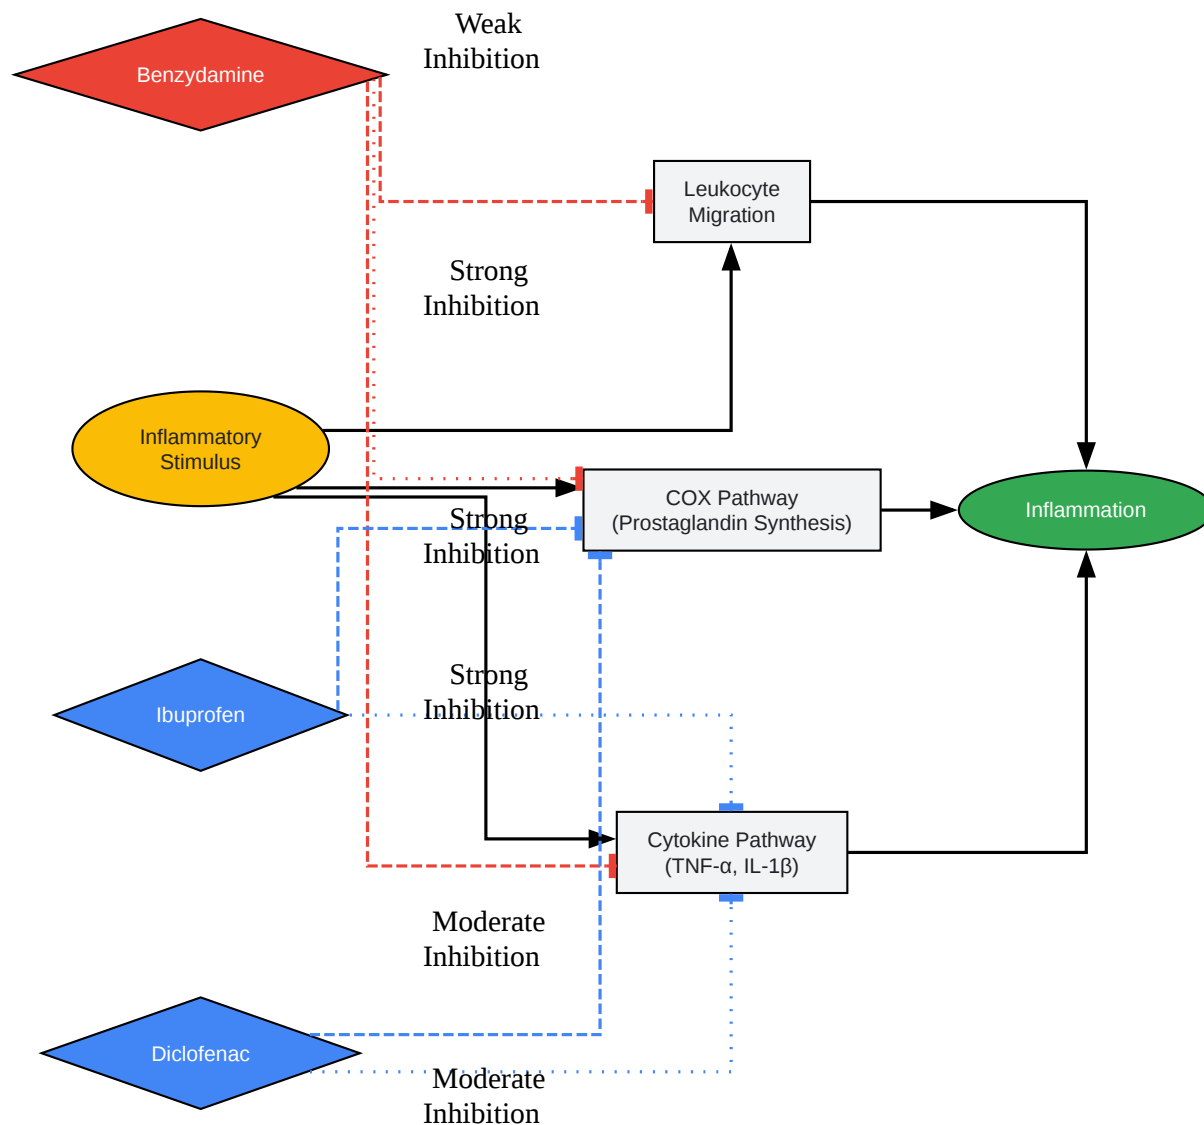 Weak
Inhibition
Benzydamine
Leukocyte
Migration
Strong
Inhibition
Inflammatory
Stimulus
COX Pathway
(Prostaglandin Synthesis)
Inflammation
Strong
Inhibition
Strong
Inhibition
Ibuprofen
Cytokine Pathway
(TNF-α, IL-1β)
Moderate
Inhibition
Diclofenac
Moderate
Inhibition